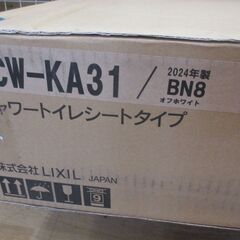 CW-KA31 / 2024年製
BN8
オフホワイト
ャワートイレシートタイプ
株式会社 LIXIL JAPAN
9